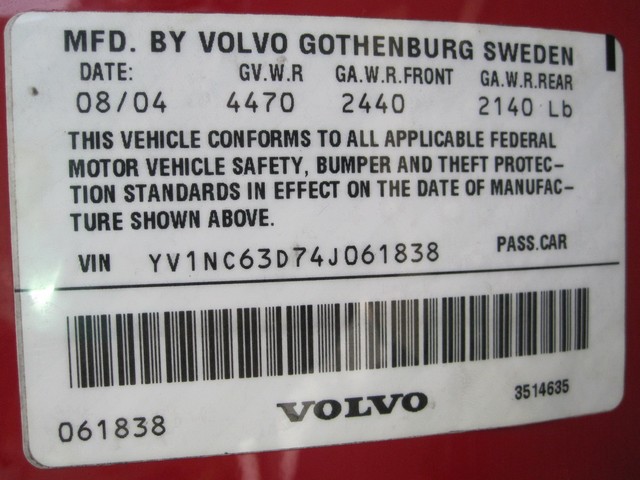 MFD. BY VOLVO GOTHENBURG SWEDEN
DATE: GV.W.R GA.W.R.FRONT GA.W.R.REAR
08/04 4470 2440 2140 Lb
THIS VEHICLE CONFORMS TO ALL APPLICABLE FEDERAL
MOTOR VEHICLE SAFETY, BUMPER AND THEFT PROTEC-
TION STANDARDS IN EFFECT ON THE DATE OF MANUFAC-
TURE SHOWN ABOVE.
VIN YV1NC63D74J061838 PASS.CAR
061838 VOLVO 3514635